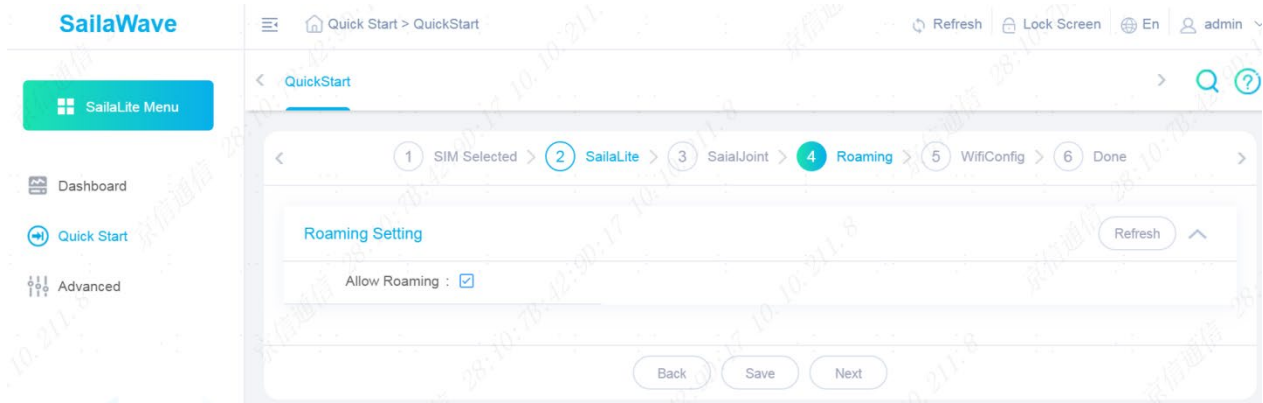 SailaWave
Quick Start > QuickStart
Refresh
Lock Screen
En
admin
QuickStart
SailaLite Menu
1 SIM Selected > 2 SailaLite > 3 SaialJoint > 4 Roaming > 5 WifiConfig > 6 Done
Dashboard
Quick Start
Advanced
Roaming Setting
Refresh
Allow Roaming :
Back
Save
Next